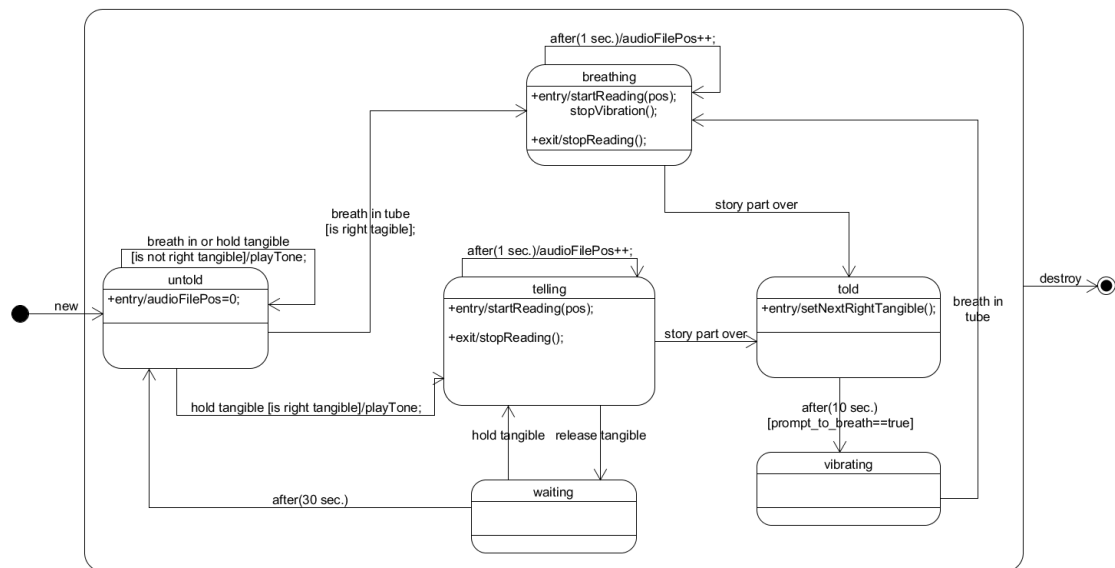 after(1 sec.)/audioFilePos++;
breathing
+entry/startReading(pos);
stopVibration();
+exit/stopReading();
story part over
breath in tube
[is right tagible];
breath in or hold tangible
[is not right tangible]/playTone;
untold
+entry/audioFilePos=0;
new
after(1 sec.)/audioFilePos++;
telling
+entry/startReading(pos);
+exit/stopReading();
story part over
told
+entry/setNextRightTangible();
breath in
tube
destroy
hold tangible [is right tangible]/playTone;
after(10 sec.)
[prompt_to_breath==true]
hold tangible
release tangible
vibrating
waiting
after(30 sec.)